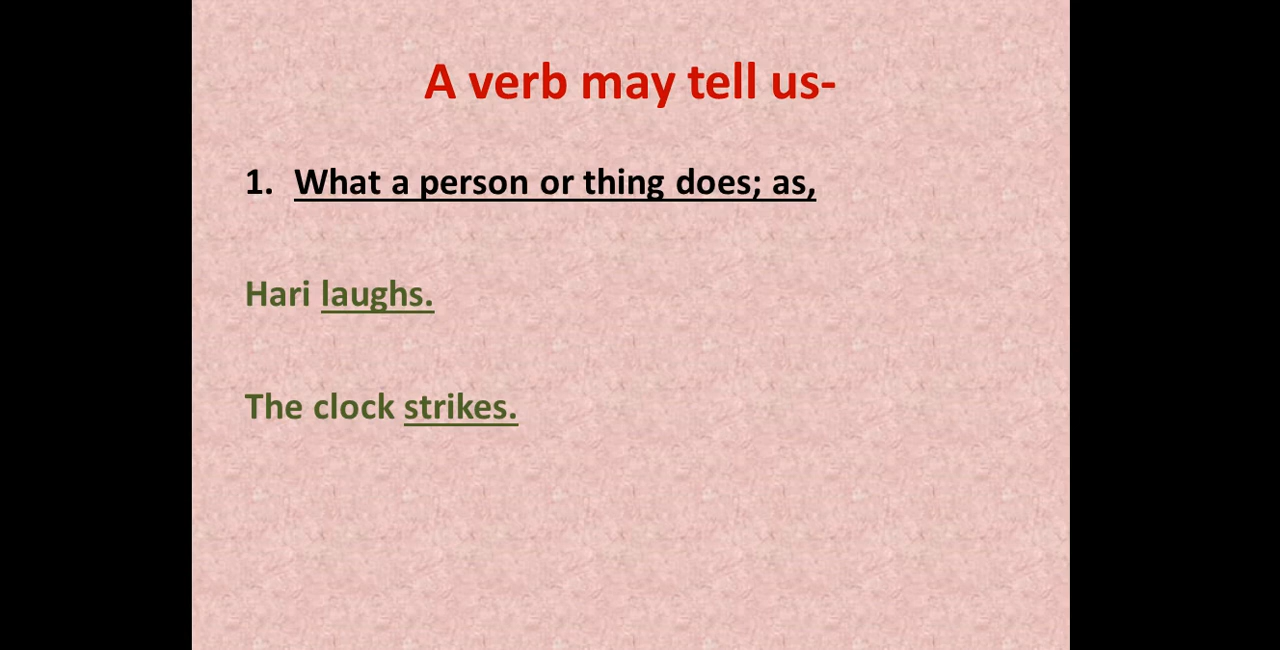 A verb may tell us-
1. What a person or thing does; as,
Hari laughs.
The clock strikes.